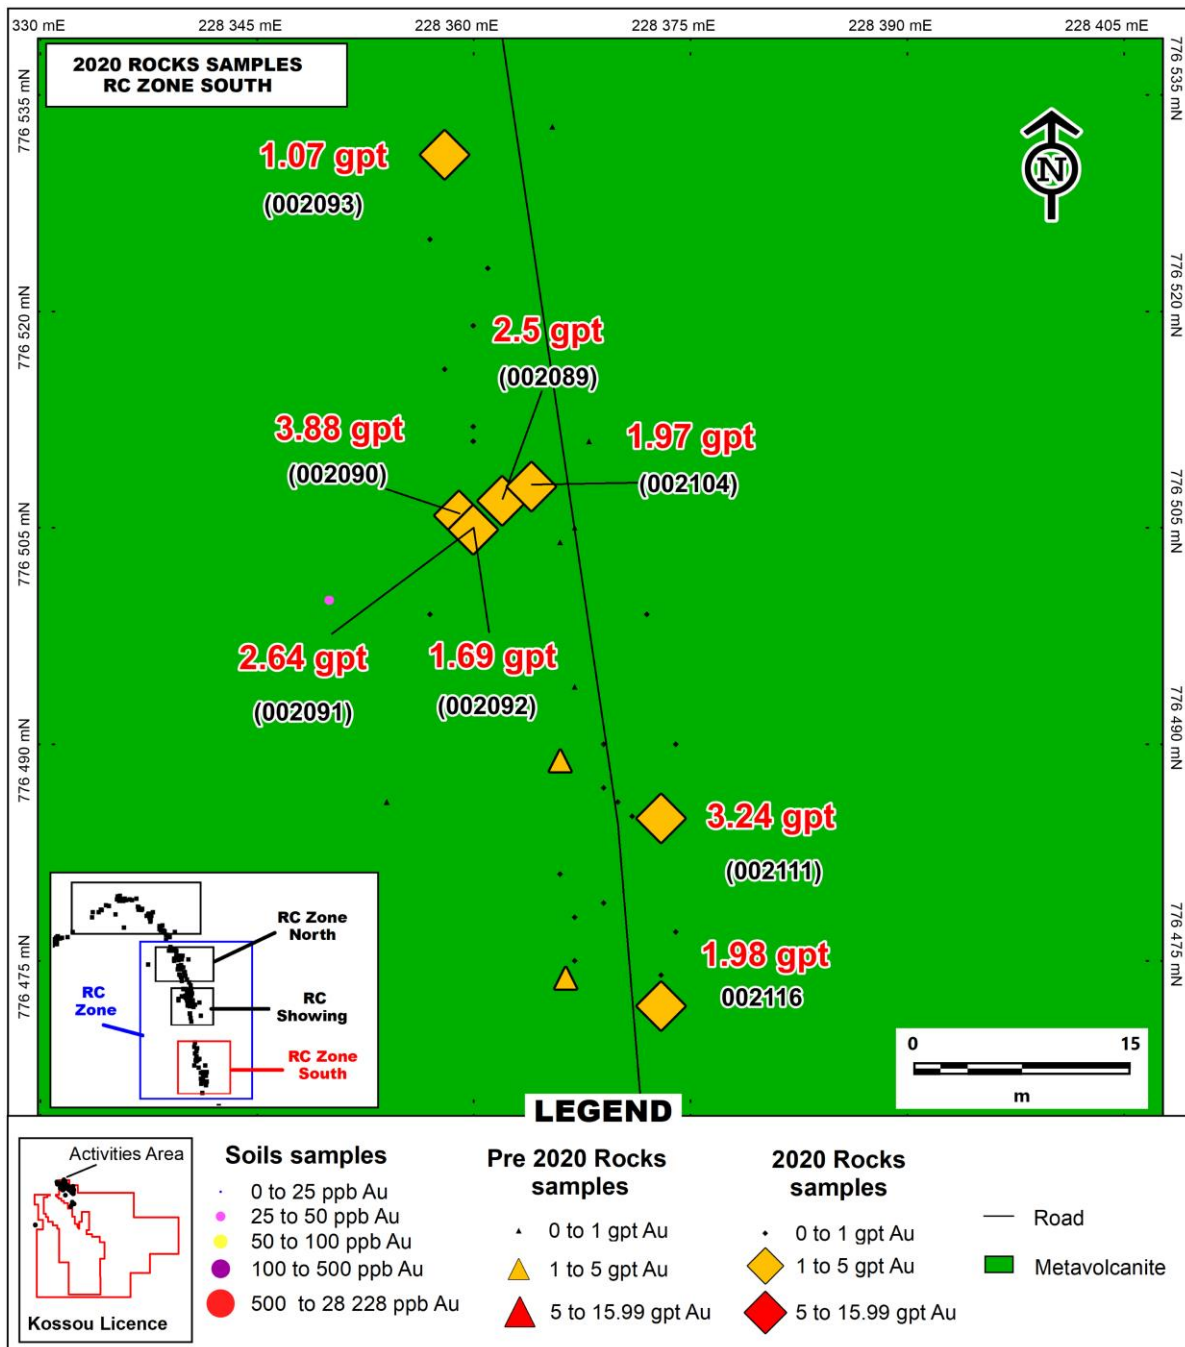 330 mE
228 345 mE
228 360 mE
228 375 mE
228 390 mE
228 405 mE
2020 ROCKS SAMPLES
RC ZONE SOUTH
776 535 mN
776 535 mN
N
1.07 gpt
(002093)
776 520 mN
776 520 mN
2.5 gpt
(002089)
3.88 gpt
(002090)
1.97 gpt
(002104)
776 505 mN
776 505 mN
2.64 gpt
(002091)
1.69 gpt
(002092)
776 490 mN
776 490 mN
3.24 gpt
(002111)
776 475 mN
776 475 mN
1.98 gpt
002116
RC Zone
North
RC
Zone
RC
Showing
RC Zone
South
0
15
m
LEGEND
Activities Area
Kossou Licence
Soils samples
0 to 25 ppb Au
25 to 50 ppb Au
50 to 100 ppb Au
100 to 500 ppb Au
500 to 28 228 ppb Au
Pre 2020 Rocks
samples
0 to 1 gpt Au
1 to 5 gpt Au
5 to 15.99 gpt Au
2020 Rocks
samples
0 to 1 gpt Au
1 to 5 gpt Au
5 to 15.99 gpt Au
Road
Metavolcanite